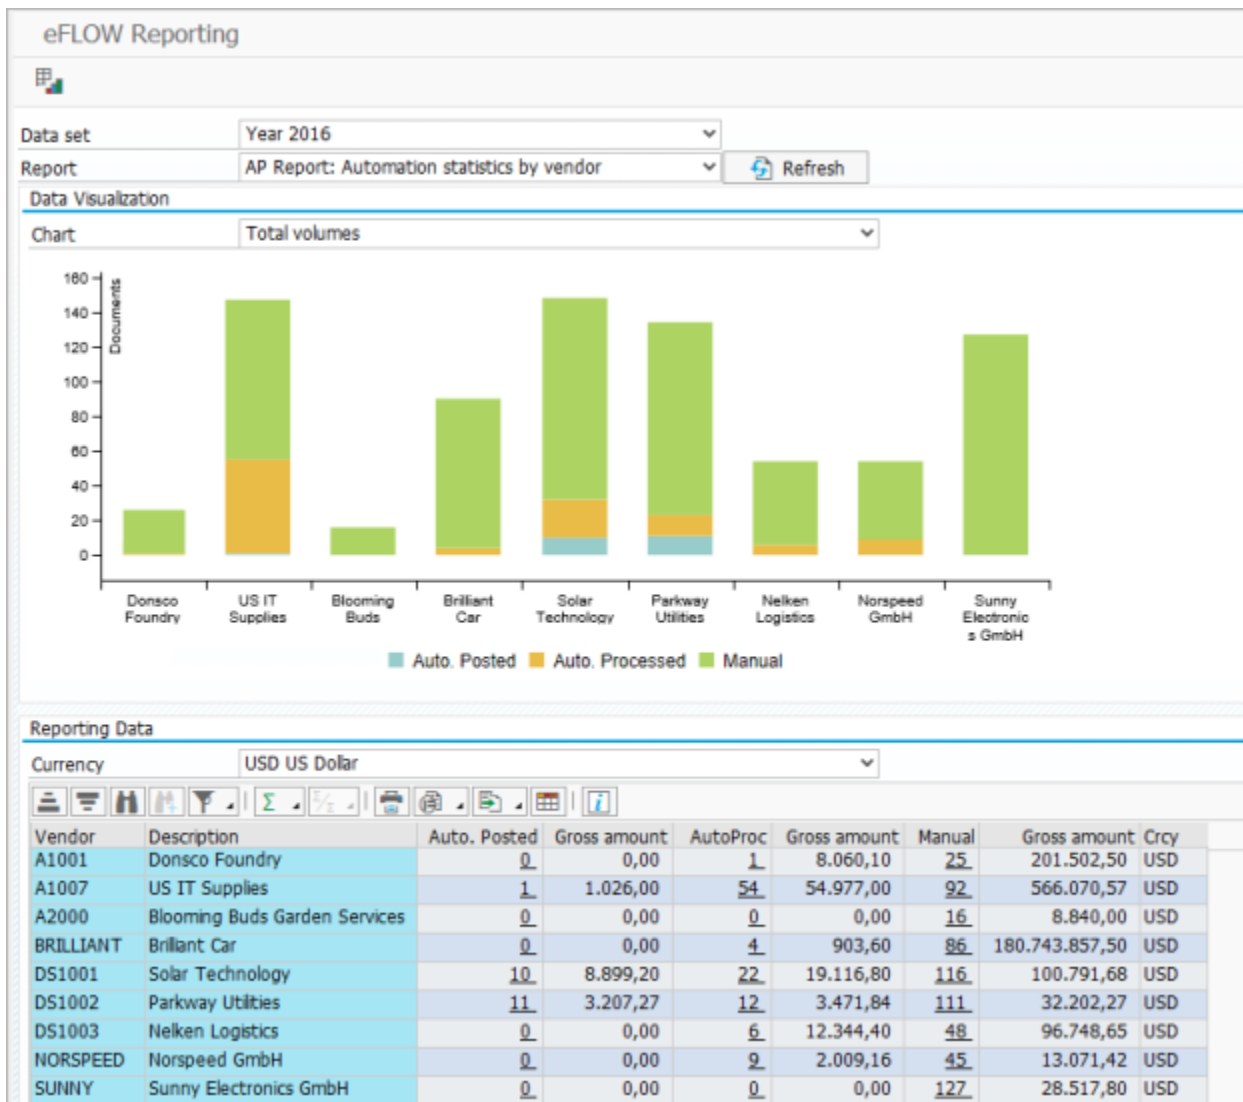 eFLOW Reporting
Data set Year 2016
Report AP Report: Automation statistics by vendor Refresh
Data Visualization
Chart Total volumes
Documents
160
140
120
100
80
60
40
20
0
Donsco Foundry
US IT Supplies
Blooming Buds
Brilliant Car
Solar Technology
Parkway Utilities
Nelken Logistics
Norspeed GmbH
Sunny Electronic s GmbH
Auto. Posted Auto. Processed Manual
Reporting Data
Currency USD US Dollar
Vendor Description Auto. Posted Gross amount AutoProc Gross amount Manual Gross amount Crcy
A1001 Donsco Foundry 0 0,00 1 8.060,10 25 201.502,50 USD
A1007 US IT Supplies 1 1.026,00 54 54.977,00 92 566.070,57 USD
A2000 Blooming Buds Garden Services 0 0,00 0 0,00 16 8.840,00 USD
BRILLIANT Brilliant Car 0 0,00 4 903,60 86 180.743.857,50 USD
DS1001 Solar Technology 10 8.899,20 22 19.116,80 116 100.791,68 USD
DS1002 Parkway Utilities 11 3.207,27 12 3.471,84 111 32.202,27 USD
DS1003 Nelken Logistics 0 0,00 6 12.344,40 48 96.748,65 USD
NORSPEED Norspeed GmbH 0 0,00 9 2.009,16 45 13.071,42 USD
SUNNY Sunny Electronics GmbH 0 0,00 0 0,00 127 28.517,80 USD